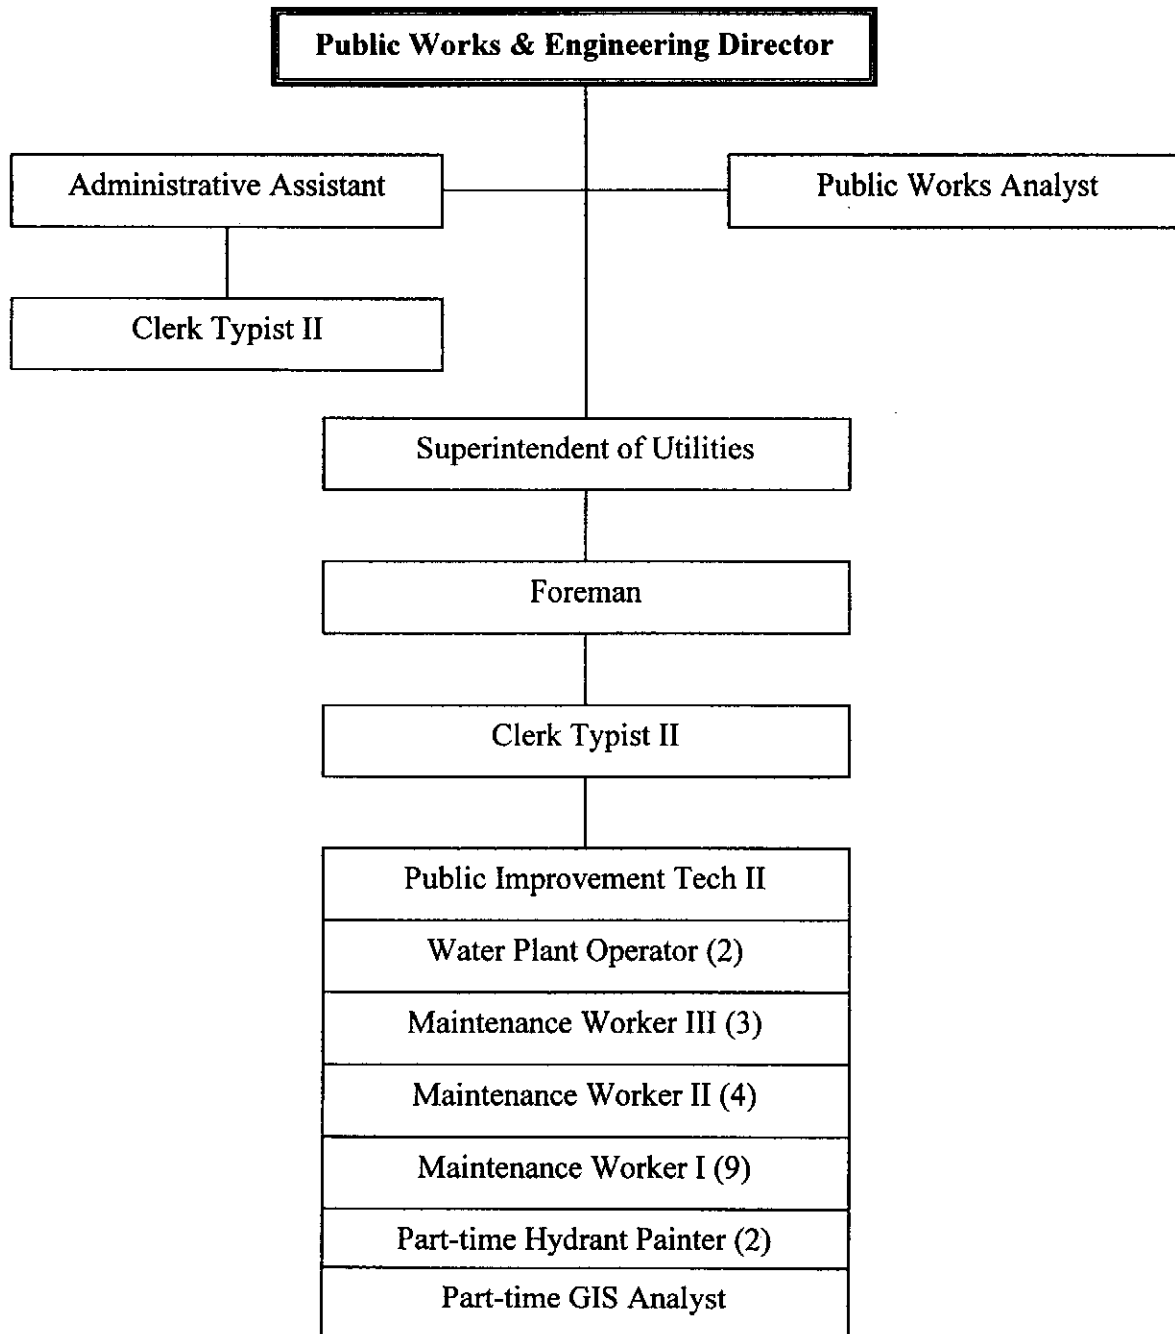 Public Works & Engineering Director
Administrative Assistant
Public Works Analyst
Clerk Typist II
Superintendent of Utilities
Foreman
Clerk Typist II
Public Improvement Tech II
Water Plant Operator (2)
Maintenance Worker III (3)
Maintenance Worker II (4)
Maintenance Worker I (9)
Part-time Hydrant Painter (2)
Part-time GIS Analyst